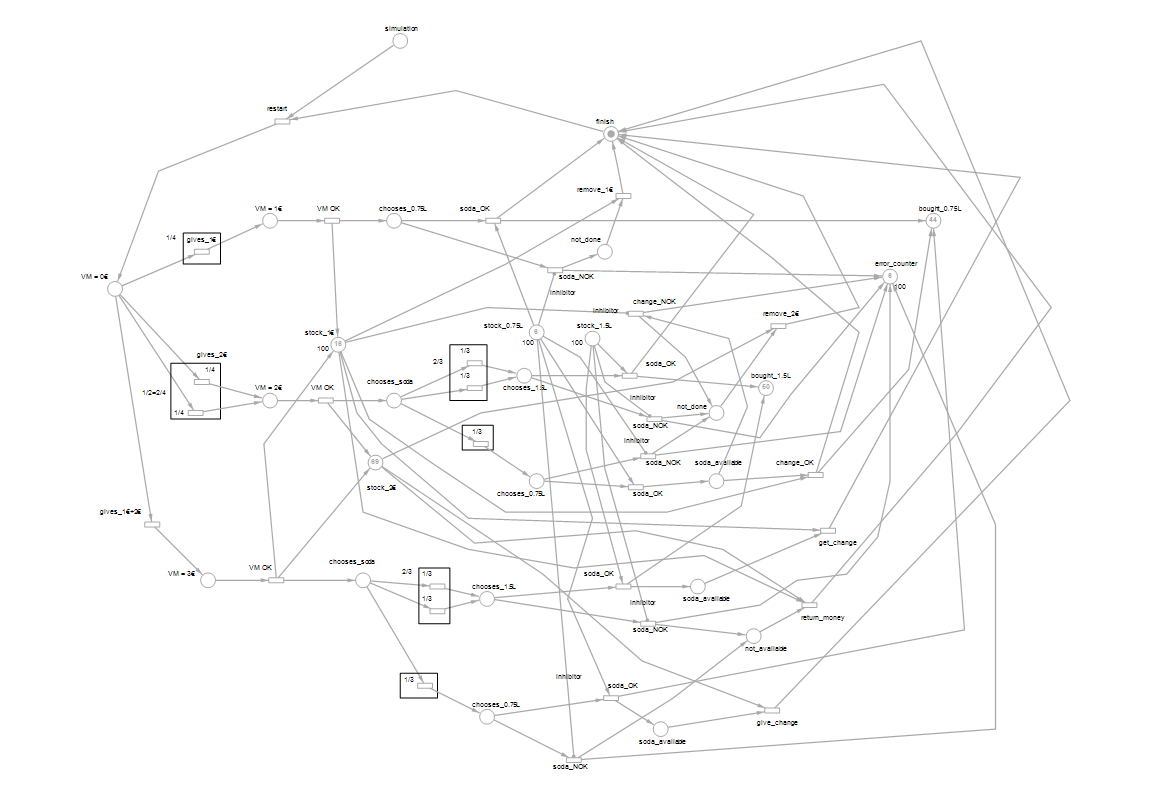 simulation
restart
finish
remove_1€
VM = 1€
VM OK
chooses_0.75L
soda_OK
bought_0.75L
44
1/4
gives_1€
not_done
VM = 0€
soda_NOK
error_counter
6
100
inhibitor
change_NOK
inhibitor
remove_2€
stock_1€
16
100
stock_0.75L
6
100
stock_1.5L
100
gives_2€
1/4
1/2=2/4
1/4
VM = 2€
VM OK
chooses_soda
2/3
1/3
1/3
chooses_1.5L
soda_OK
bought_1.5L
50
inhibitor
not_done
soda_NOK
1/3
inhibitor
soda_NOK
soda_available
change_OK
69
stock_2€
chooses_0.75L
soda_OK
gives_1€+2€
get_change
VM = 3€
VM OK
chooses_soda
2/3
1/3
1/3
chooses_1.5L
soda_OK
soda_available
inhibitor
soda_NOK
return_money
not_available
inhibitor
1/3
soda_OK
chooses_0.75L
give_change
soda_available
soda_NOK